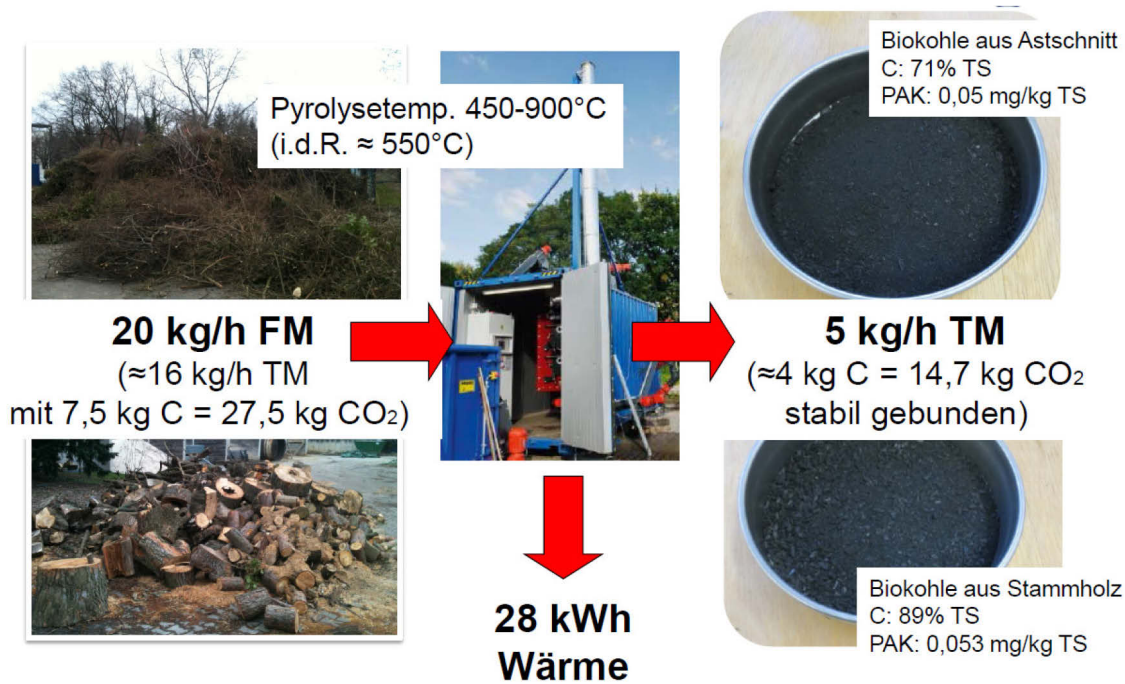 Pyrolysetemp. 450-900°C
(i.d.R. ≈ 550°C)
Biokohle aus Astschnitt
C: 71% TS
PAK: 0,05 mg/kg TS
20 kg/h FM
(≈16 kg/h TM
mit 7,5 kg C = 27,5 kg CO₂)
5 kg/h TM
(≈4 kg C = 14,7 kg CO₂
stabil gebunden)
28 kWh
Wärme
Biokohle aus Stammholz
C: 89% TS
PAK: 0,053 mg/kg TS